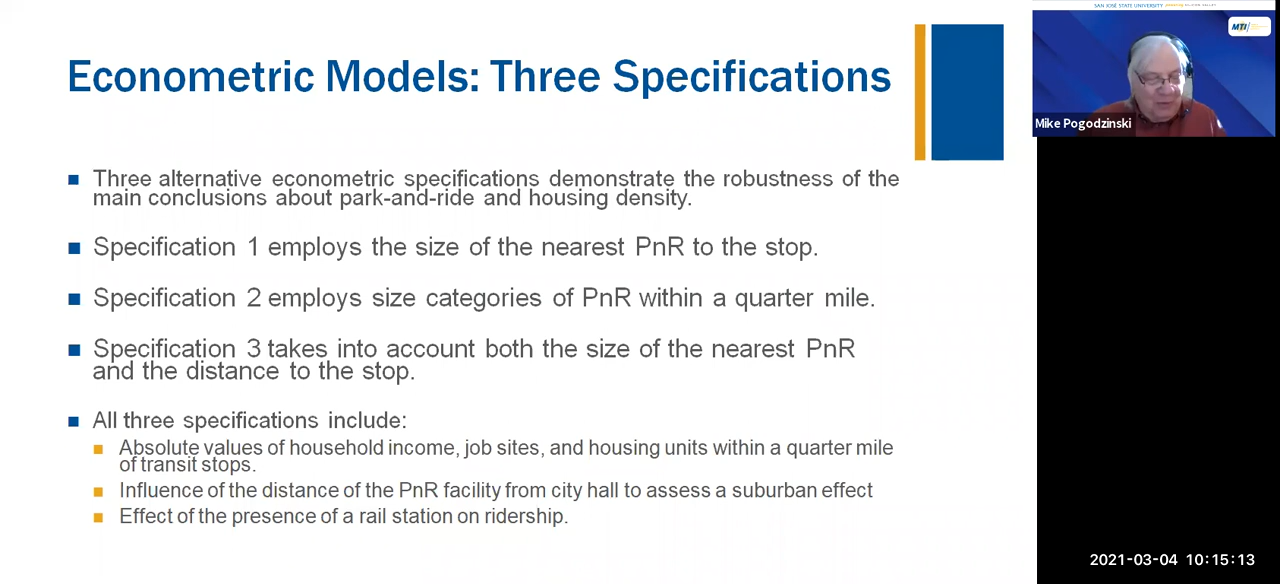 Econometric Models: Three Specifications
Three alternative econometric specifications demonstrate the robustness of the
main conclusions about park-and-ride and housing density.
Specification 1 employs the size of the nearest PnR to the stop.
Specification 2 employs size categories of PnR within a quarter mile.
Specification 3 takes into account both the size of the nearest PnR
and the distance to the stop.
All three specifications include:
Absolute values of household income, job sites, and housing units within a quarter mile
of transit stops.
Influence of the distance of the PnR facility from city hall to assess a suburban effect
Effect of the presence of a rail station on ridership.
SAN JOSÉ STATE UNIVERSITY
MTI
Mike Pogodzinski
2021-03-04 10:15:13